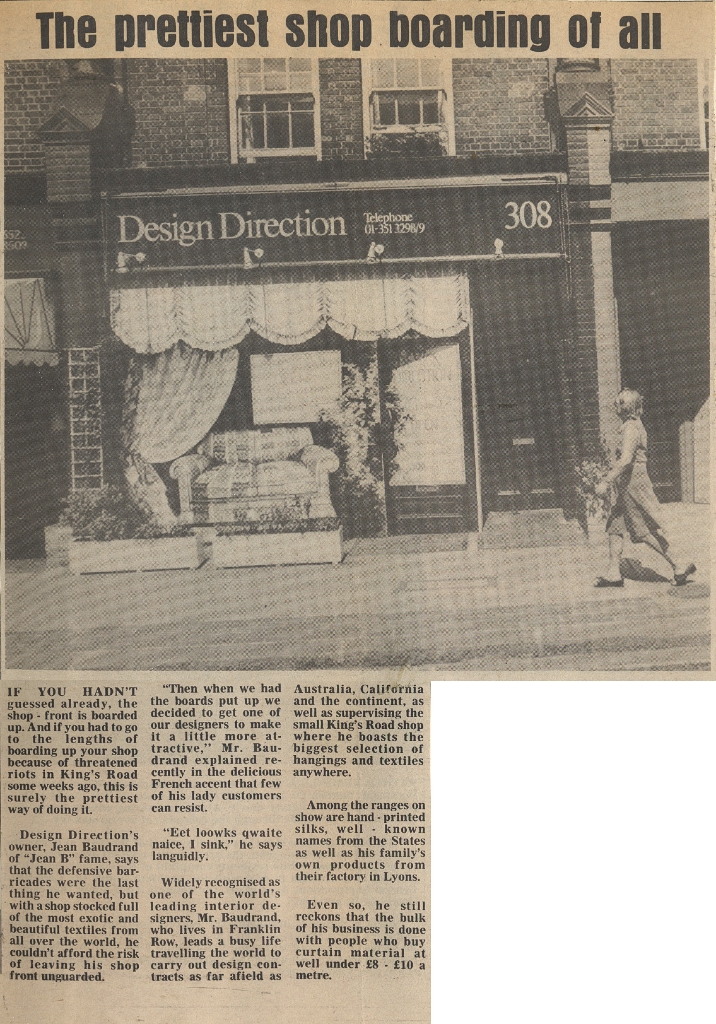 The prettiest shop boarding of all
Design Direction
Telephone
01-351 3298/9
308
352
IF YOU HADN'T
guessed already, the
shop - front is boarded
up. And if you had to go
to the lengths of
boarding up your shop
because of threatened
riots in King's Road
some weeks ago, this is
surely the prettiest
way of doing it.
Design Direction's
owner, Jean Baudrand
of "Jean B" fame, says
that the defensive bar-
ricades were the last
thing he wanted, but
with a shop stocked full
of the most exotic and
beautiful textiles from
all over the world, he
couldn't afford the risk
of leaving his shop
front unguarded.
"Then when we had
the boards put up we
decided to get one of
our designers to make
it a little more at-
tractive," Mr. Bau-
drand explained re-
cently in the delicious
French accent that few
of his lady customers
can resist.
"Eet loowks qwaite
naice, I sink," he says
languidly.
Widely recognised as
one of the world's
leading interior de-
signers, Mr. Baudrand,
who lives in Franklin
Row, leads a busy life
travelling the world to
carry out design con-
tracts as far afield as
Australia, California
and the continent, as
well as supervising the
small King's Road shop
where he boasts the
biggest selection of
hangings and textiles
anywhere.
Among the ranges on
show are hand - printed
silks, well - known
names from the States
as well as his family's
own products from
their factory in Lyons.
Even so, he still
reckons that the bulk
of his business is done
with people who buy
curtain material at
well under £8 - £10 a
metre.